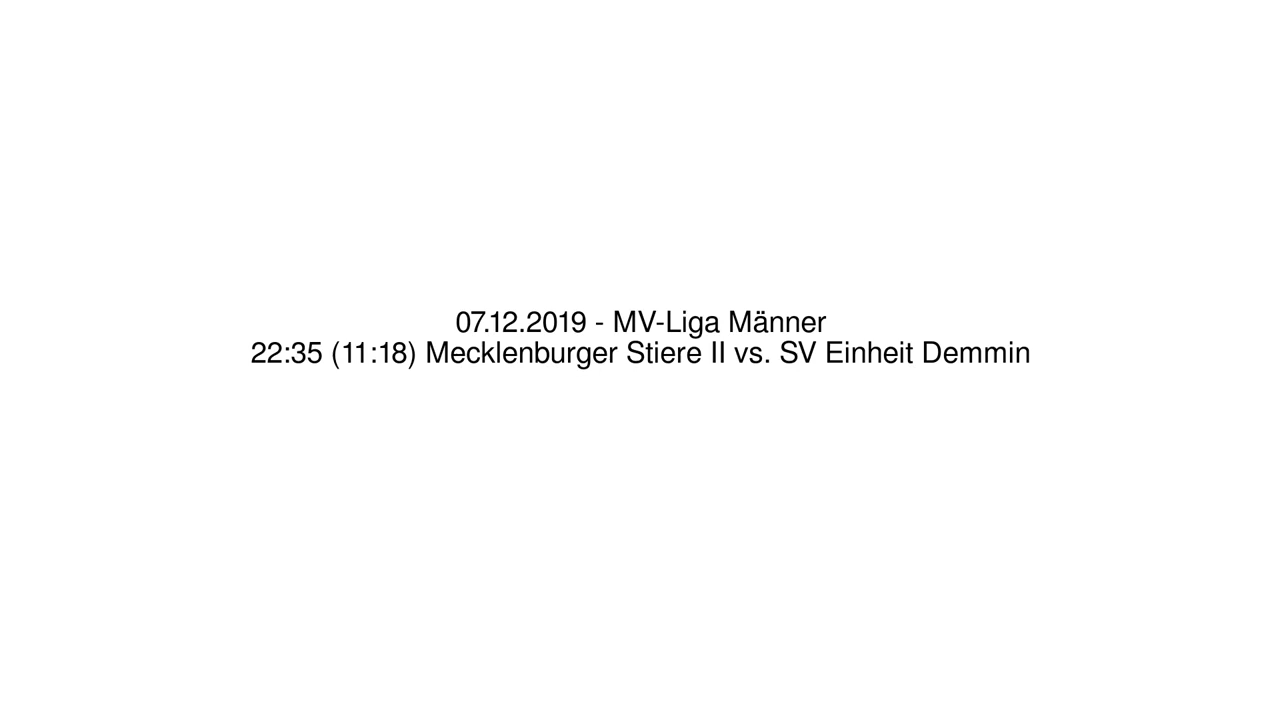 07.12.2019 - MV-Liga Männer
22:35 (11:18) Mecklenburger Stiere II vs. SV Einheit Demmin